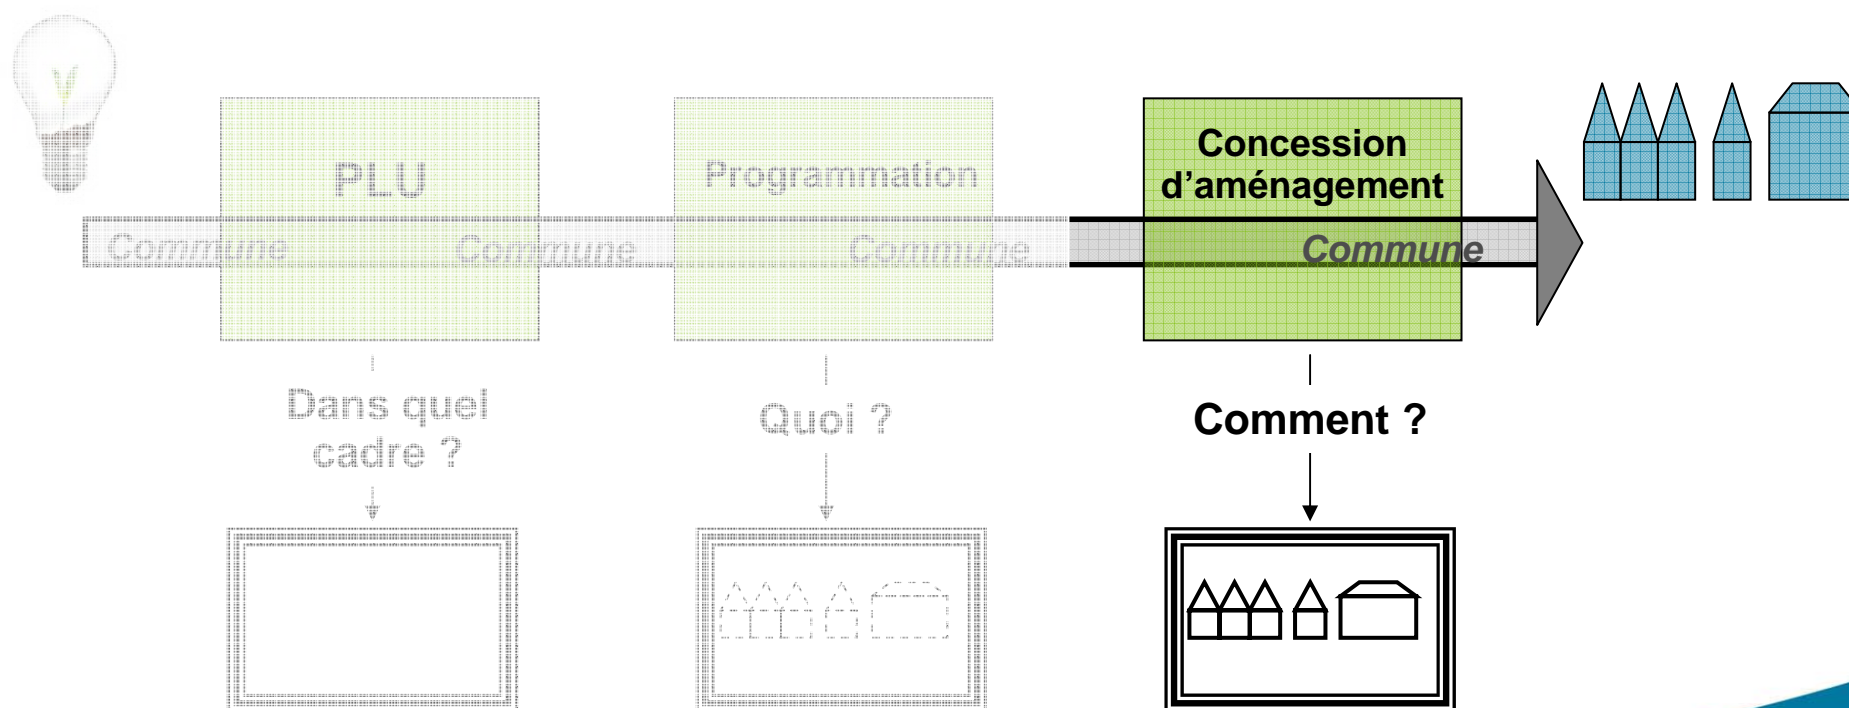 PLU
Programmation
Concession
d'aménagement
Commune
Commune
Commune
Commune
Dans quel
cadre ?
Quoi ?
Comment ?